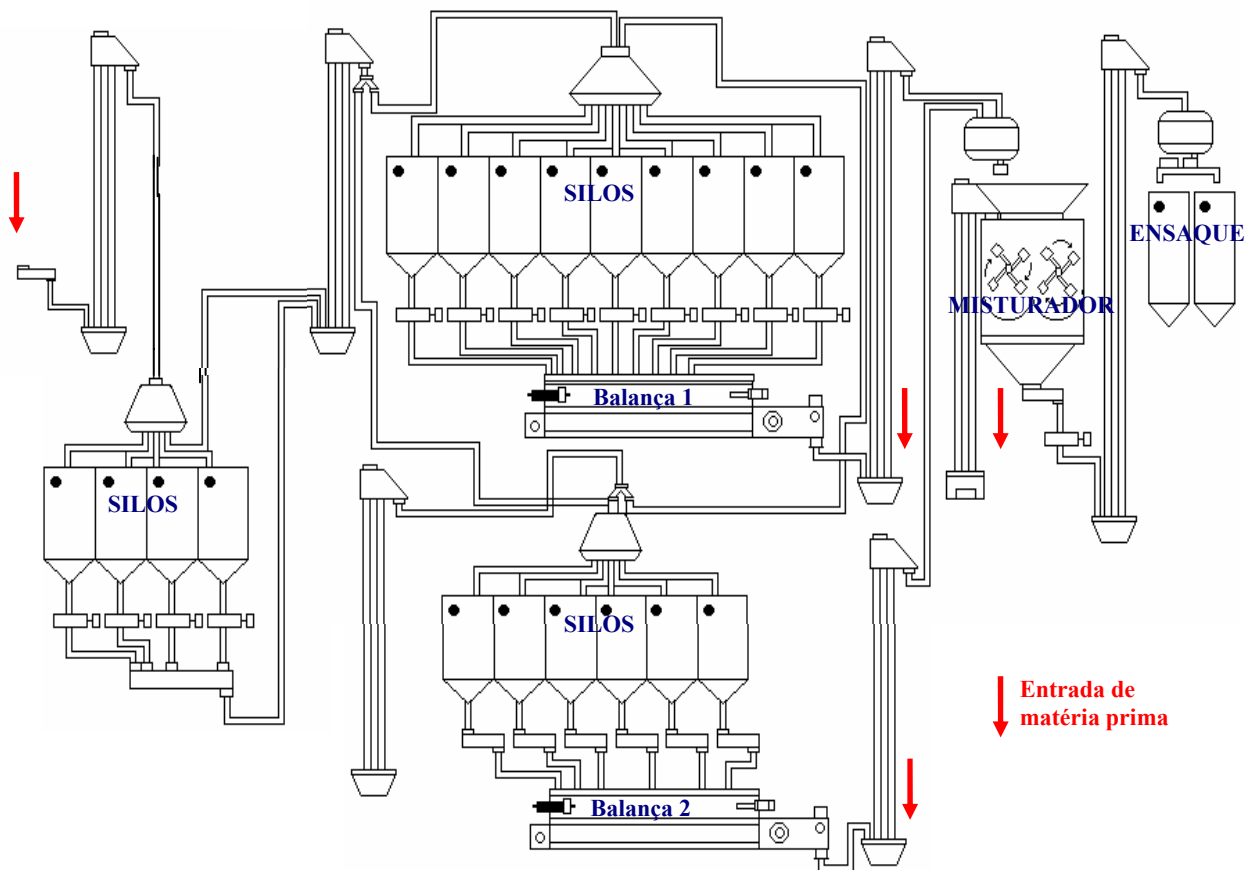 SILOS
ENSAQUE
MISTURADOR
Balança 1
SILOS
SILOS
Entrada de
matéria prima
Balança 2